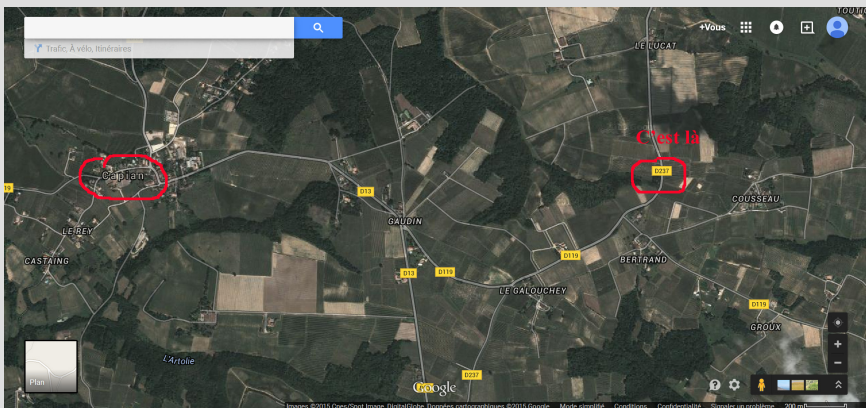 TOUTIG
+Vous
Trafic, À vélo, Itinéraires
LE LUCAT
C'est là
Capian
D237
119
D13
COUSSEAU
GAUDIN
LE REY
CASTAING
D119
BERTRAND
D13
D119
LE GALOUCHEY
D119
GROUX
L'Artolie
Plan
D237
Google
Images ©2015 Cnes/Spot Image, DigitalGlobe, Données cartographiques ©2015 Google Mode simplifié Conditions Confidentialité Signaler un problème 200 m